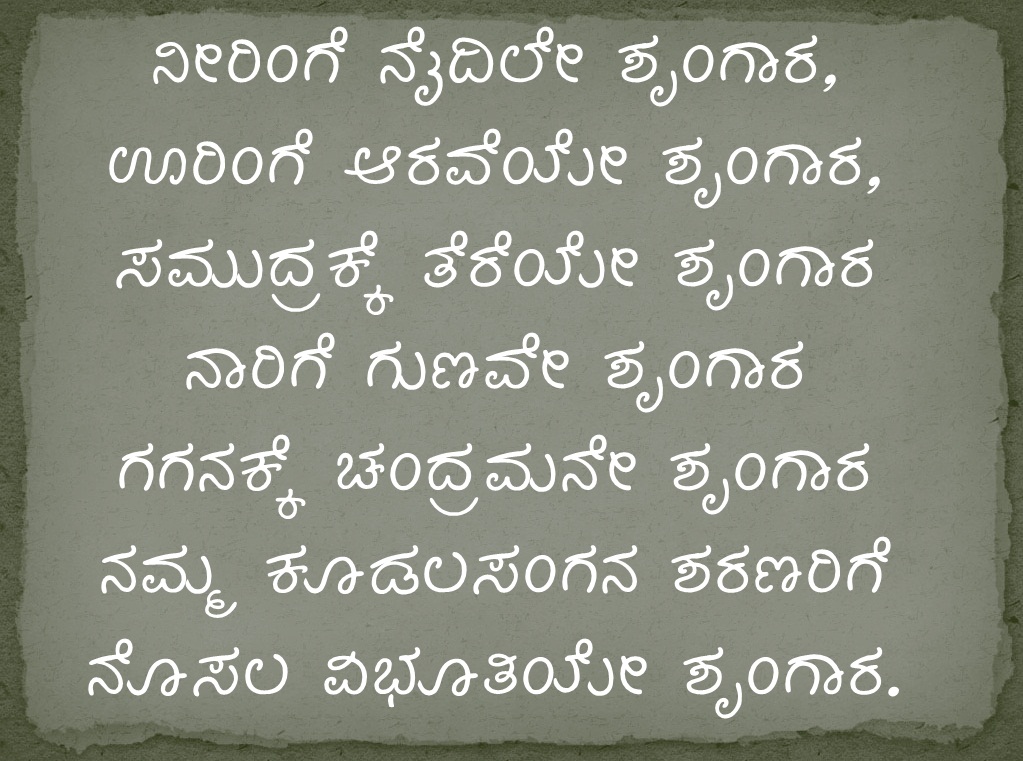 ನೀರಿಂಗೆ ನೈದಿಲೇ ಶೃಂಗಾರ,
ಊರಿಂಗೆ ಆರವೆಯೇ ಶೃಂಗಾರ,
ಸಮುದ್ರಕ್ಕೆ ತೆರೆಯೇ ಶೃಂಗಾರ
ನಾರಿಗೆ ಗುಣವೇ ಶೃಂಗಾರ
ಗಗನಕ್ಕೆ ಚಂದ್ರಮನೇ ಶೃಂಗಾರ
ನಮ್ಮ ಕೂಡಲಸಂಗನ ಶರಣರಿಗೆ
ನೊಸಲ ವಿಭೂತಿಯೇ ಶೃಂಗಾರ.